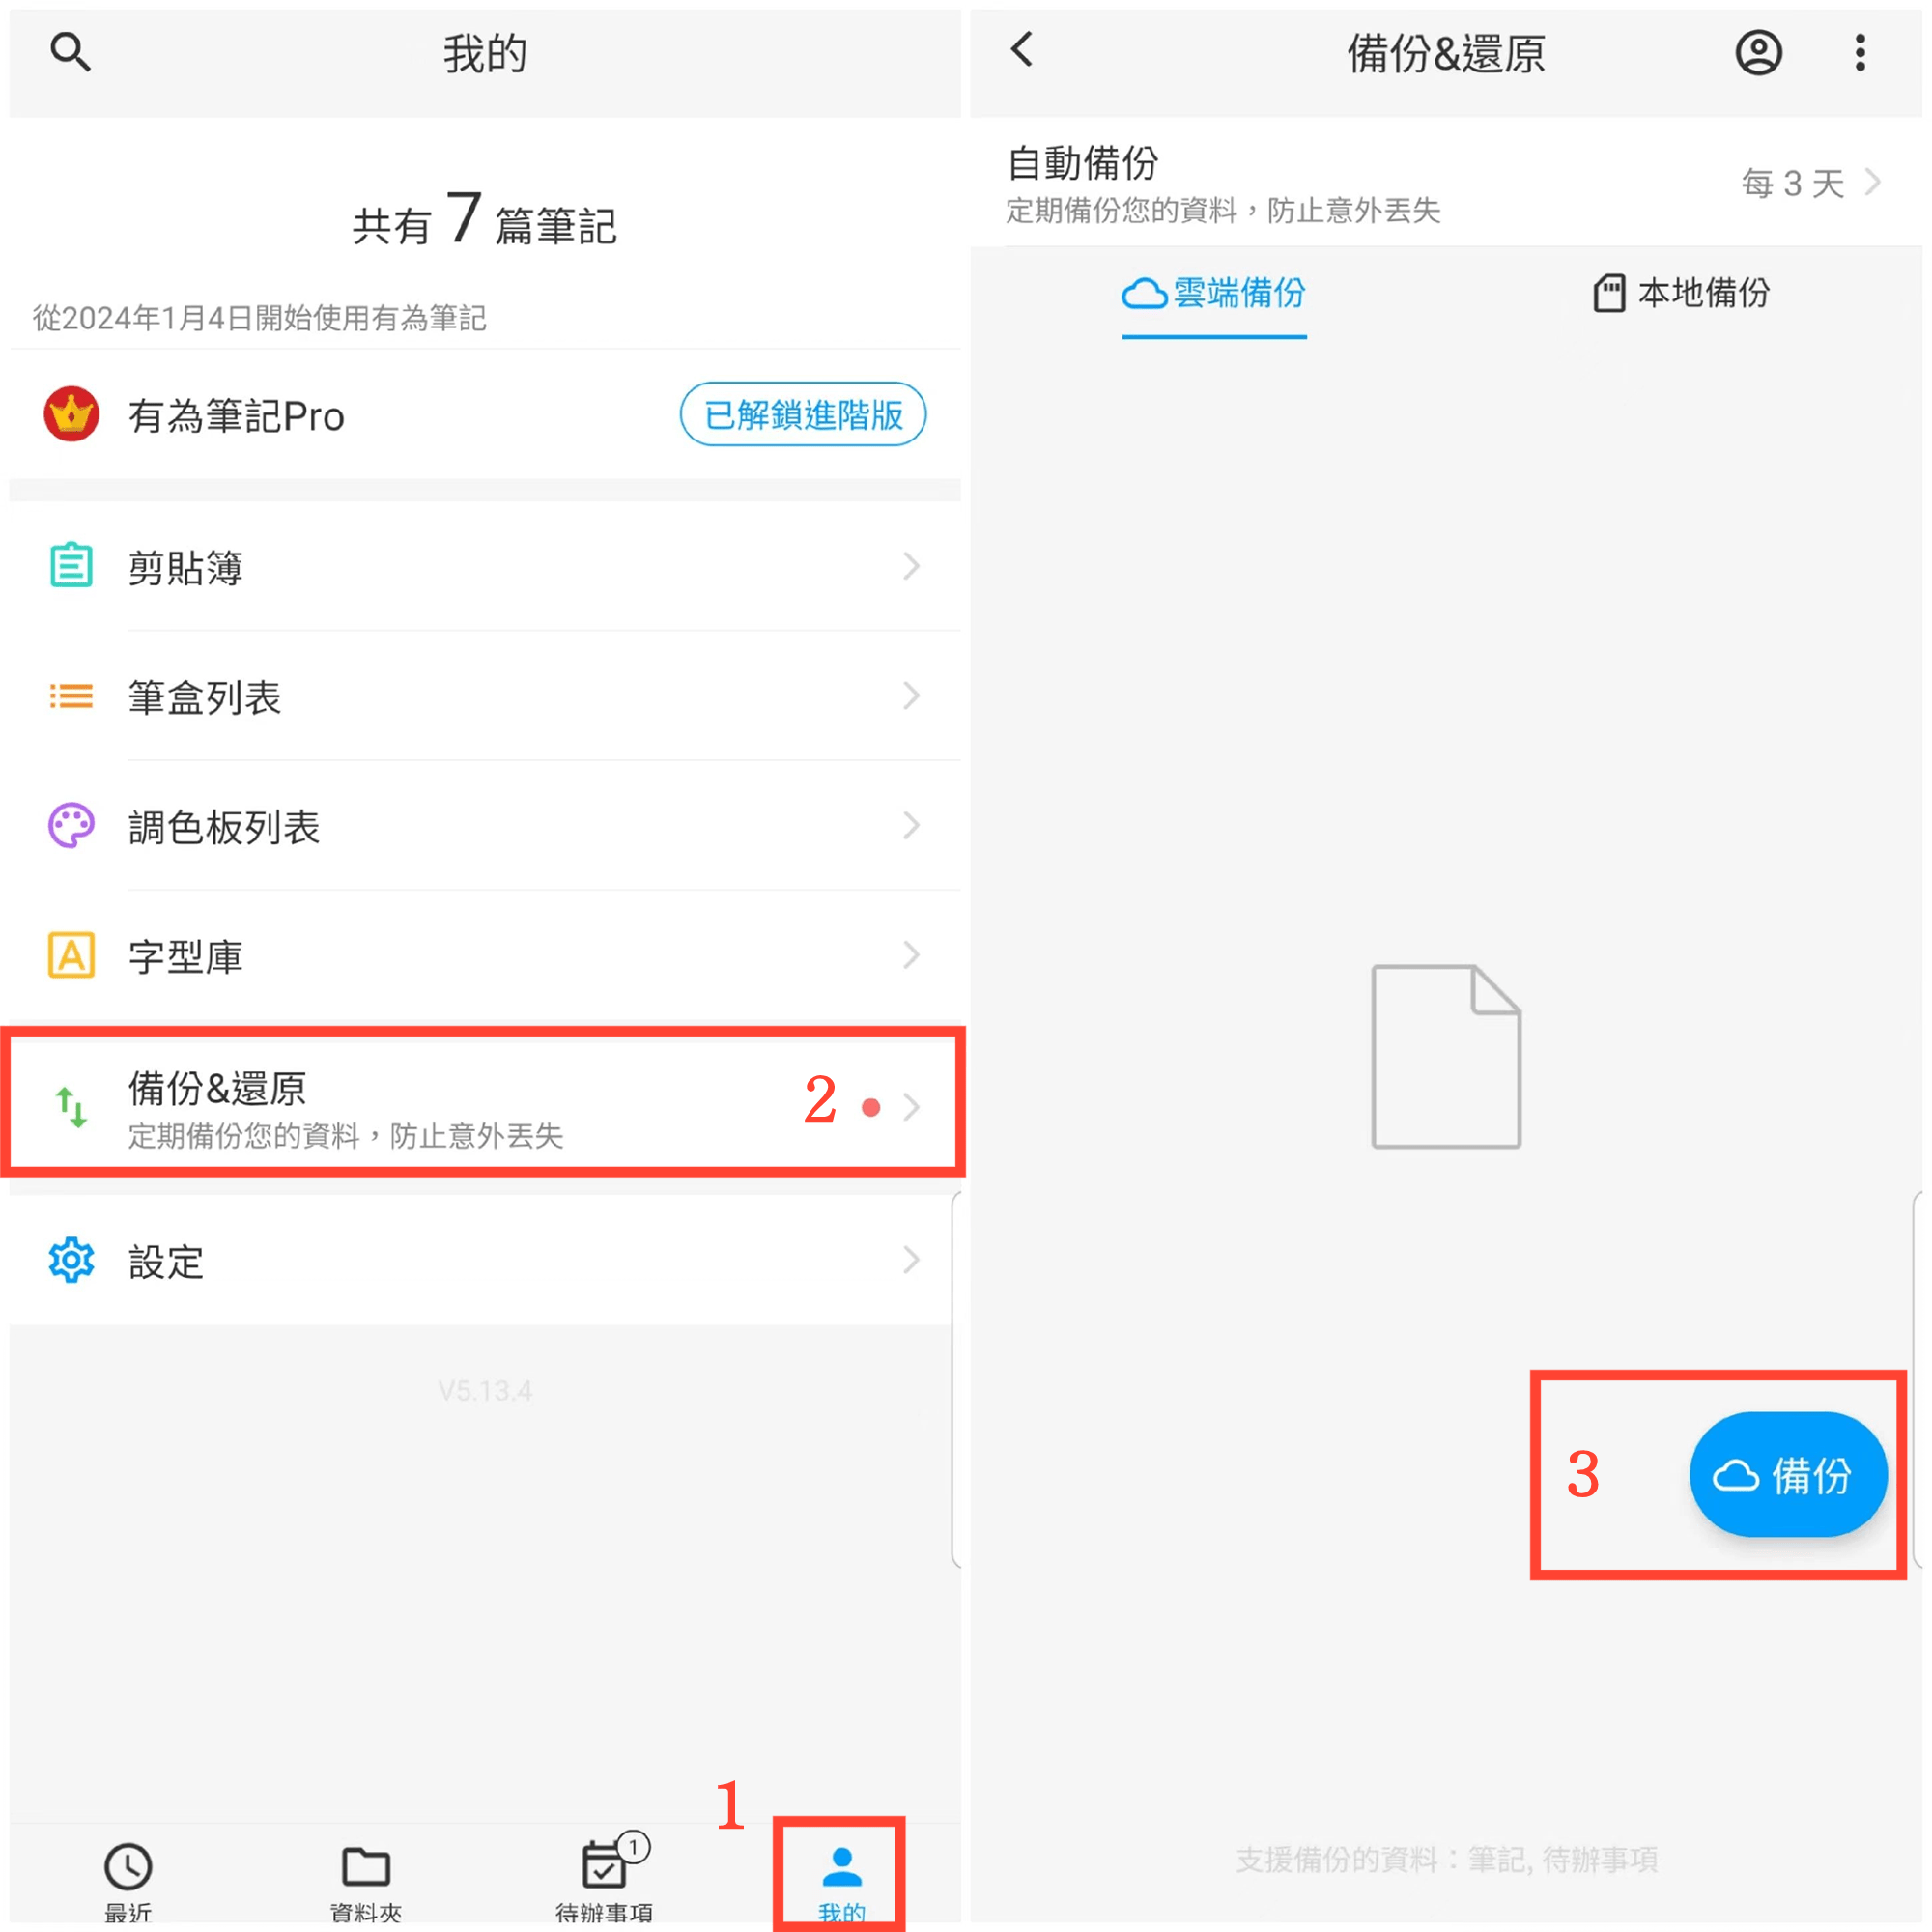 我的
共有 7 篇筆記
從2024年1月4日開始使用有為筆記
有為筆記Pro
已解鎖進階版
剪貼簿
筆盒列表
調色板列表
A 字型庫
備份&還原
定期備份您的資料，防止意外丟失
2
設定
V5.13.4
1
1
最近
資料夾
待辦事項
我的
備份&還原
自動備份
定期備份您的資料，防止意外丟失
每 3 天
雲端備份
本地備份
3
備份
支援備份的資料：筆記, 待辦事項